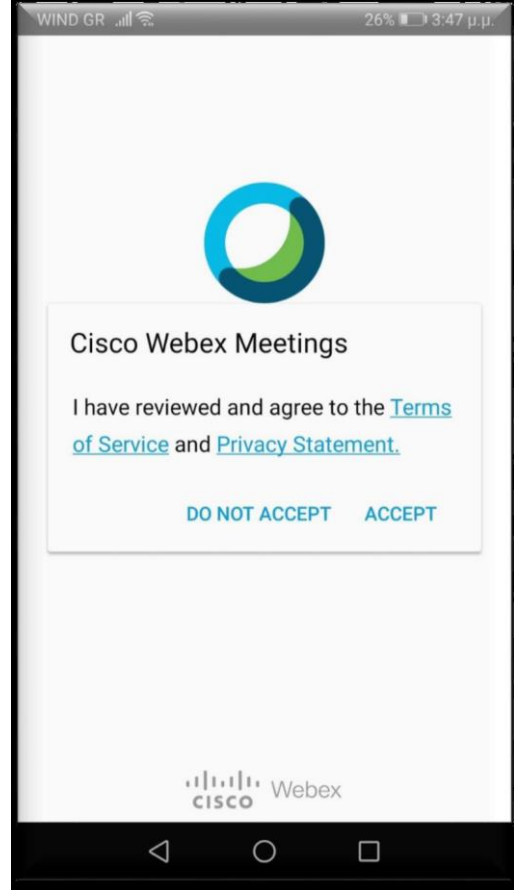 WIND GR 26% 3:47 μ.μ.
Cisco Webex Meetings
I have reviewed and agree to the Terms
of Service and Privacy Statement.
DO NOT ACCEPT ACCEPT
CISCO Webex